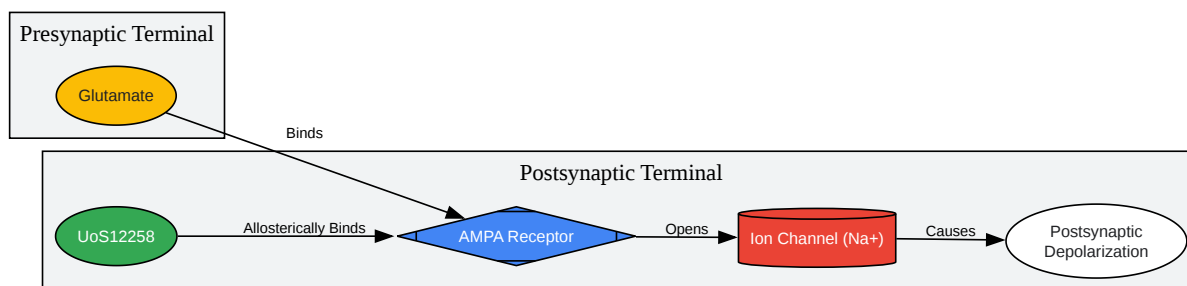 Presynaptic Terminal
Glutamate
Binds
Postsynaptic Terminal
UoS12258
Allosterically Binds
AMPA Receptor
Opens
Ion Channel (Na+)
Causes
Postsynaptic
Depolarization